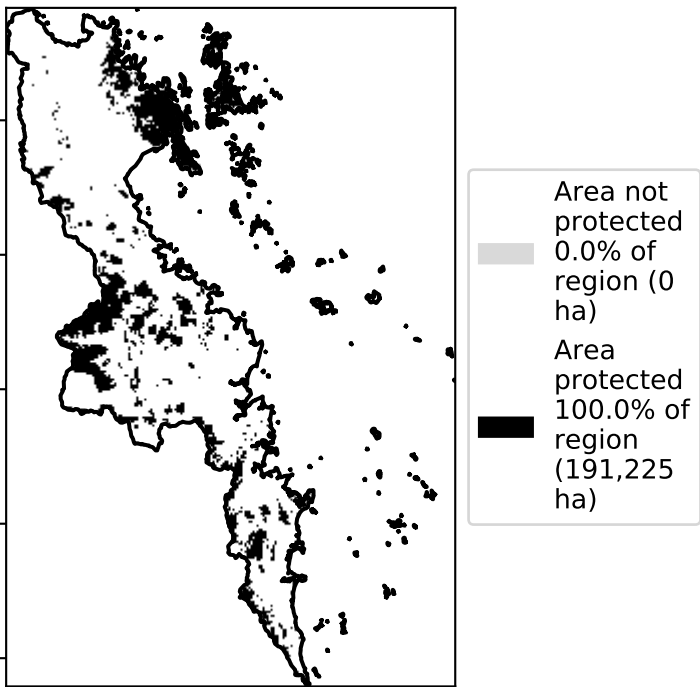 Area not
protected
0.0% of
region (0
ha)
Area
protected
100.0% of
region
(191,225
ha)